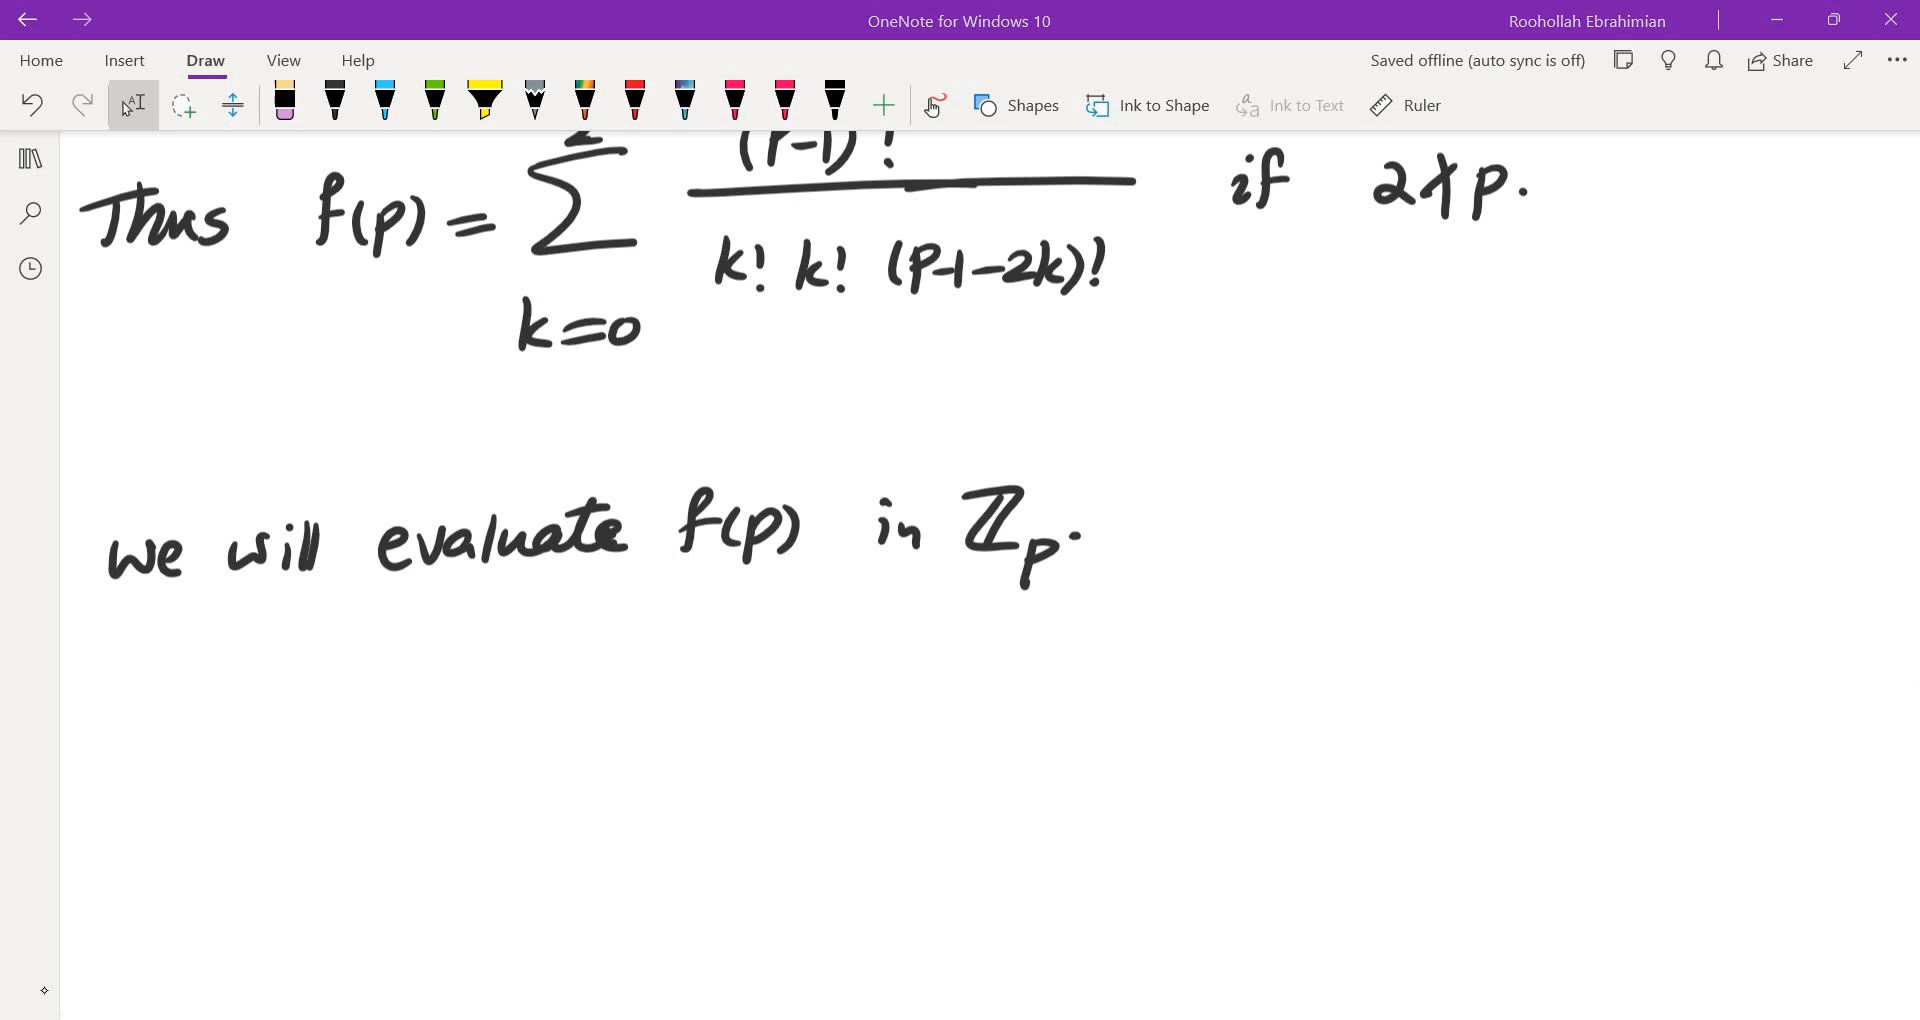 OneNote for Windows 10
Roohollah Ebrahimian
Home Insert Draw View Help
Saved offline (auto sync is off) Share
Shapes Ink to Shape Ink to Text Ruler
2 (p-1)!
Thus f(p) = ∑ if 2∤p.
k! k! (p-1-2k)!
k=0
we will evaluate f(p) in ℤp.